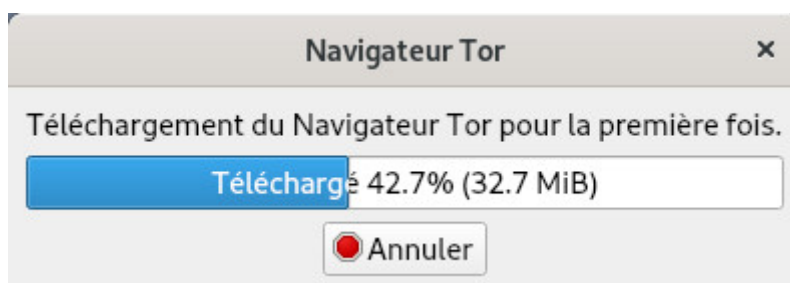 Navigateur Tor
Téléchargement du Navigateur Tor pour la première fois.
Téléchargé 42.7% (32.7 MiB)
Annuler